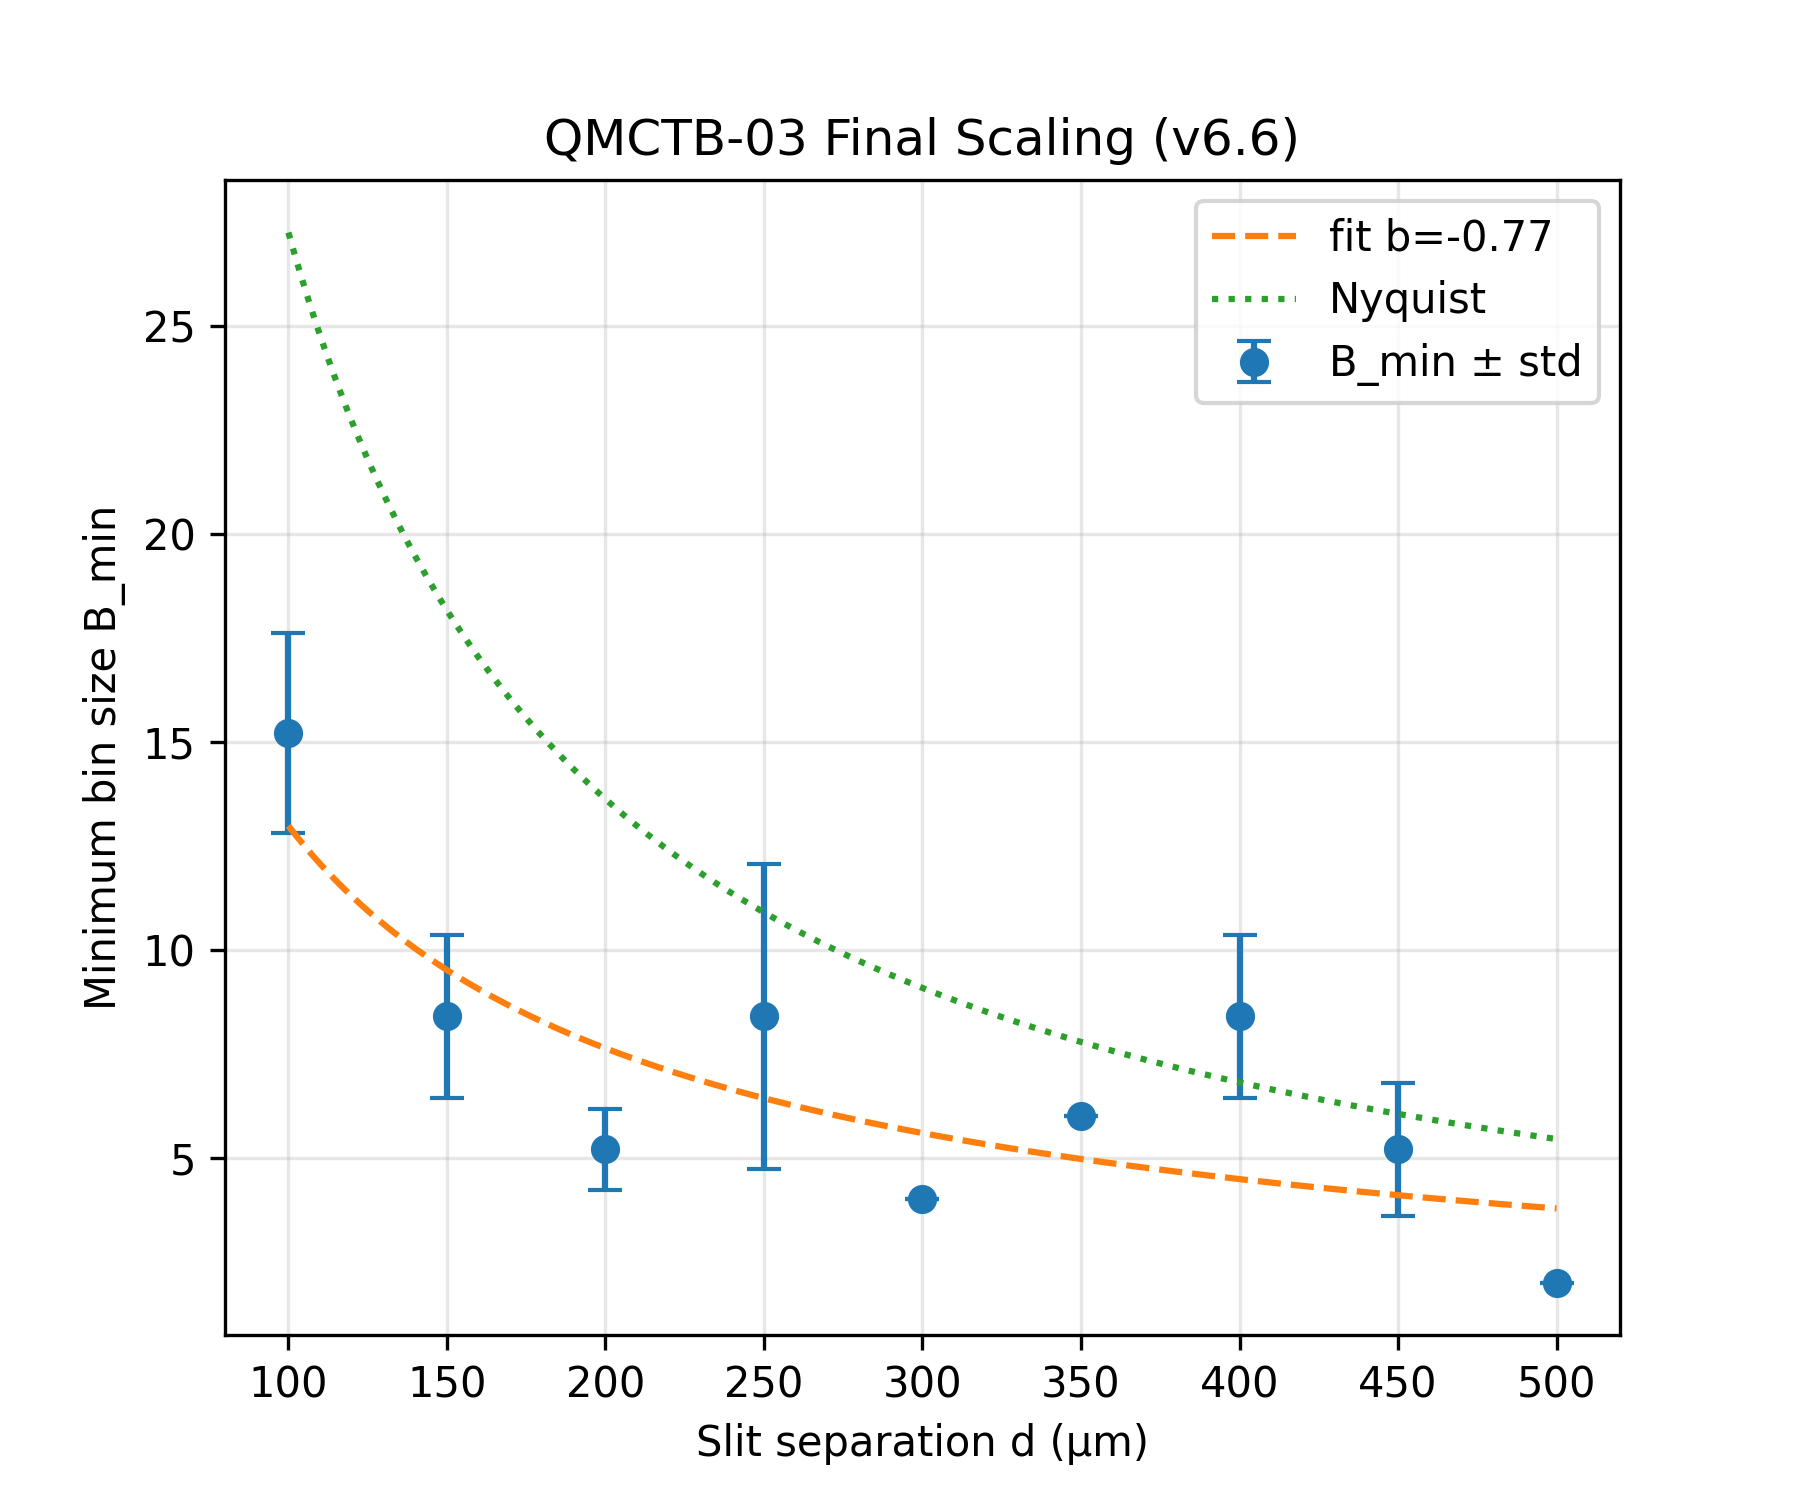 QMCTB-03 Final Scaling (v6.6)
fit b=-0.77
Nyquist
B_min ± std
Minimum bin size B_min
25
20
15
10
5
100 150 200 250 300 350 400 450 500
Slit separation d (μm)